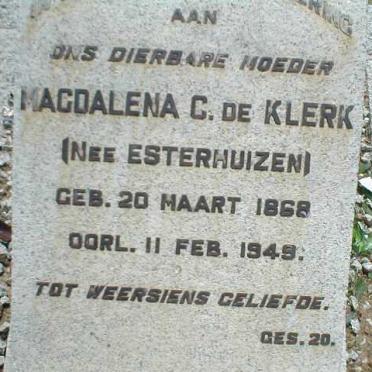 AAN
ONS DIERBARE MOEDER
MAGDALENA C. DE KLERK
(NEE ESTERHUIZEN)
GEB. 20 MAART 1868
OORL. 11 FEB. 1949.
TOT WEERSIENS GELIEFDE.
GES. 20.